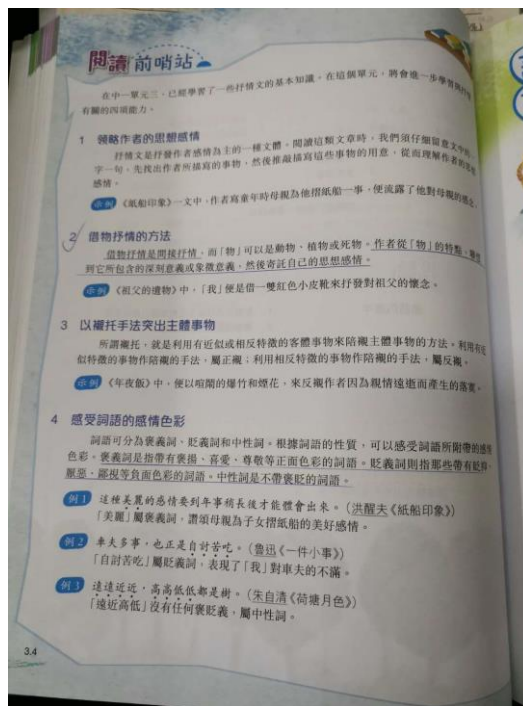 閱讀前哨站
在中一單元三，已經學習了一些抒情文的基本知識。在這個單元，將會進一步學習與抒情
有關的四項能力。
1 領略作者的思想感情
抒情文是抒發作者感情為主的一種文體。閱讀這類文章時，我們須仔細留意文中的
字一句，先找出作者所描寫的事物，然後推敲描寫這些事物的用意，從而理解作者的思想
感情。
示例 《紙船印象》一文中，作者寫童年時母親為他摺紙船一事，便流露了他對母親的感念。
2 借物抒情的方法
借物抒情是間接抒情，而「物」可以是動物、植物或死物。作者從「物」的特點，聯想
到它所包含的深刻意義或象徵意義，然後寄託自己的思想感情。
示例 《祖父的遺物》中，「我」便是借一雙紅色小皮靴來抒發對祖父的懷念。
3 以襯托手法突出主體事物
所謂襯托，就是利用有近似或相反特徵的客體事物來陪襯主體事物的方法。利用有近
似特徵的事物作陪襯的手法，屬正襯；利用相反特徵的事物作陪襯的手法，屬反襯。
示例 《年夜飯》中，便以喧鬧的爆竹和煙花，來反襯作者因為親情遠逝而產生的落寞。
4 感受詞語的感情色彩
詞語可分為褒義詞、貶義詞和中性詞。根據詞語的性質，可以感受詞語所附帶的感情
色彩。褒義詞是指帶有褒揚、喜愛、尊敬等正面色彩的詞語。貶義詞則指那些帶有貶抑、
厭惡、鄙視等負面色彩的詞語。中性詞是不帶褒貶的詞語。
例1 這種美麗的感情要到年事稍長後才能體會出來。（洪醒夫《紙船印象》）
「美麗」屬褒義詞，讚頌母親為子女摺紙船的美好感情。
例2 車夫多事，也正是自討苦吃。（魯迅《一件小事》）
「自討苦吃」屬貶義詞，表現了「我」對車夫的不滿。
例3 遠遠近近，高高低低都是樹。（朱自清《荷塘月色》）
「遠近高低」沒有任何褒貶義，屬中性詞。
3.4